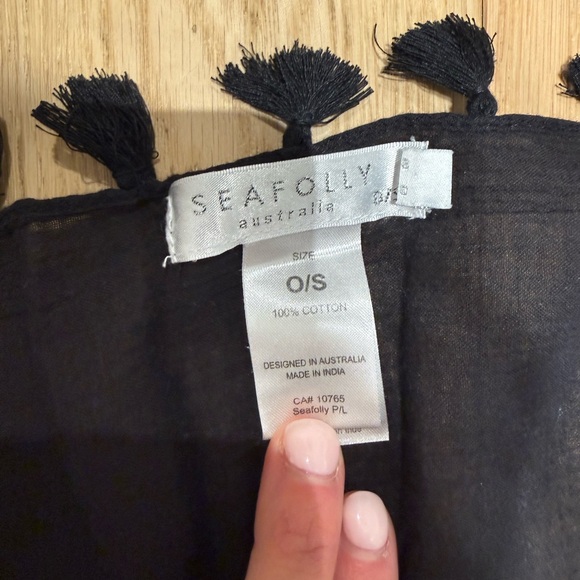 SEAFOLLY
australia
SIZE
O/S
100% COTTON
DESIGNED IN AUSTRALIA
MADE IN INDIA
CA# 10765
Seafolly P/L